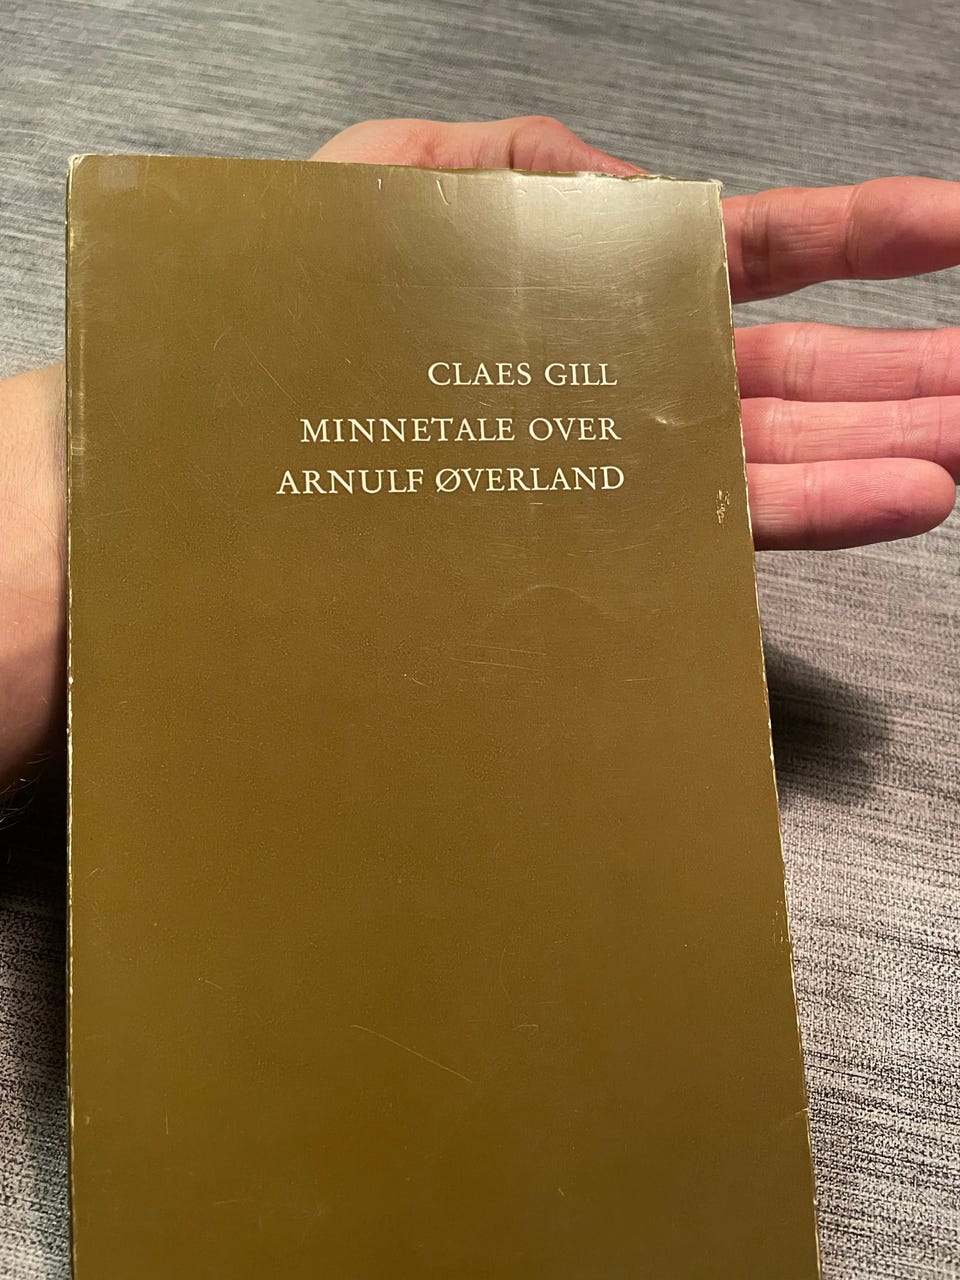 CLAES GILL
MINNETALE OVER
ARNULF ØVERLAND